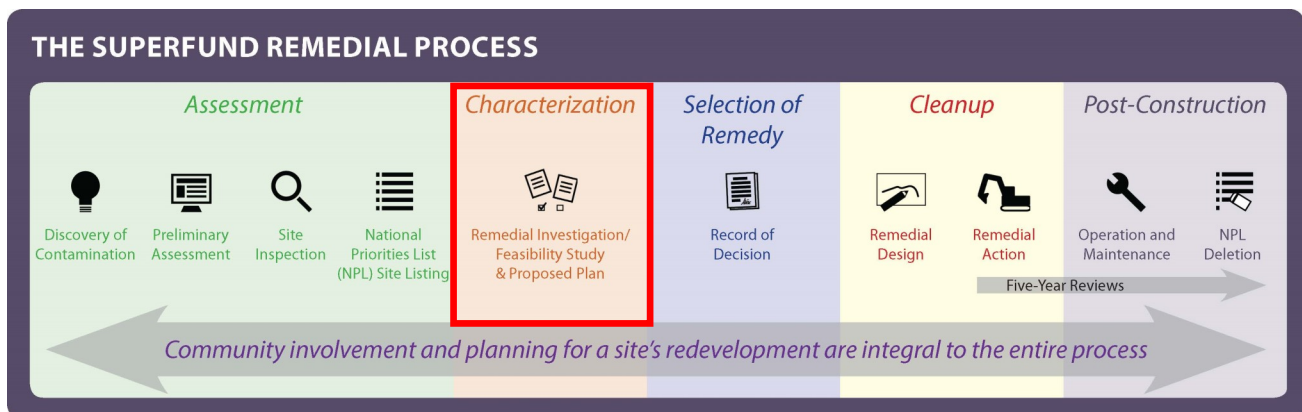 THE SUPERFUND REMEDIAL PROCESS
Assessment
Characterization
Selection of
Remedy
Cleanup
Post-Construction
Discovery of
Contamination
Preliminary
Assessment
Site
Inspection
National
Priorities List
(NPL) Site Listing
Remedial Investigation/
Feasibility Study
& Proposed Plan
Record of
Decision
Remedial
Design
Remedial
Action
Operation and
Maintenance
NPL
Deletion
Five-Year Reviews
Community involvement and planning for a site's redevelopment are integral to the entire process